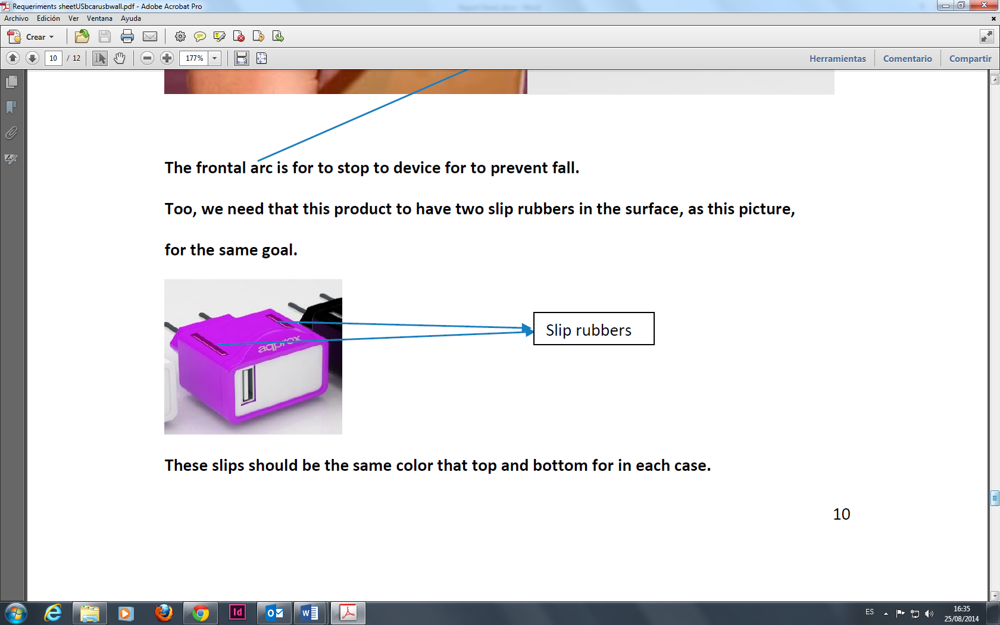 Requeriments sheetUSbcarusbwall.pdf - Adobe Acrobat Pro
Archivo Edición Ver Ventana Ayuda
Crear
10 / 12 177% Herramientas Comentario Compartir
The frontal arc is for to stop to device for to prevent fall.
Too, we need that this product to have two slip rubbers in the surface, as this picture,
for the same goal.
Slip rubbers
aqprox
These slips should be the same color that top and bottom for in each case.
10
Id
ES 16:35
25/08/2014